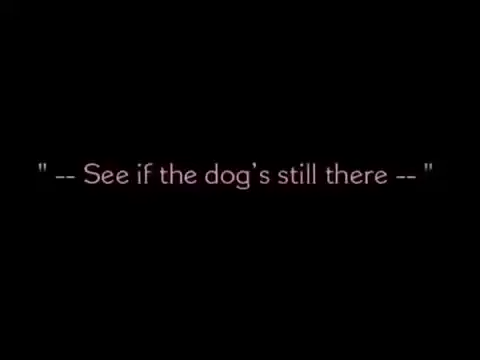 " -- See if the dog's still there -- "